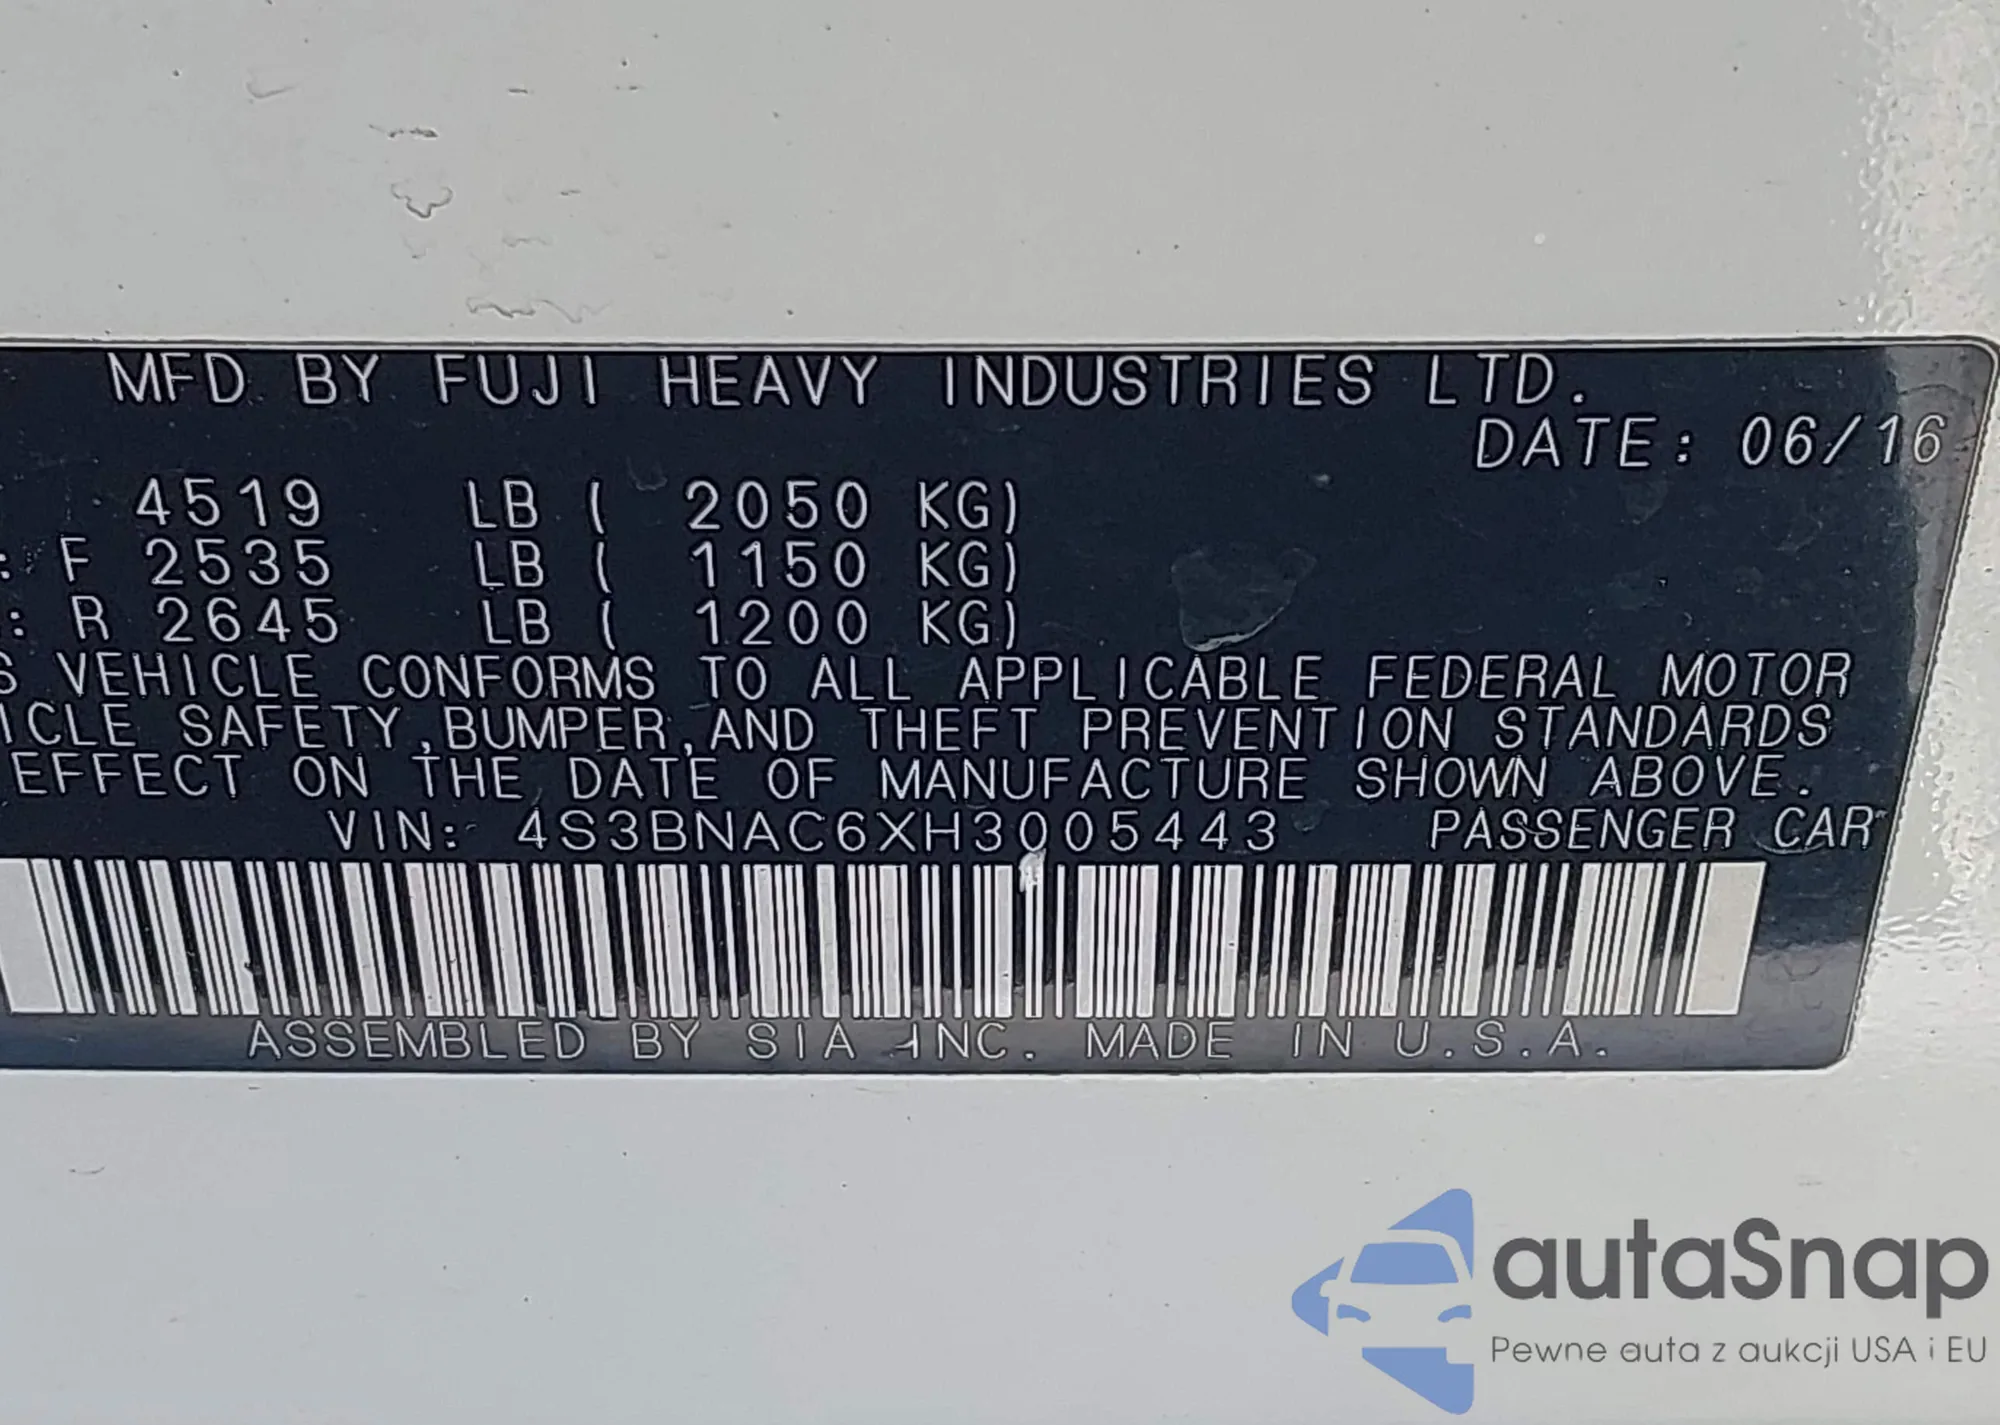 MFD BY FUJI HEAVY INDUSTRIES LTD.
DATE: 06/16
4519 LB ( 2050 KG)
: F 2535 LB ( 1150 KG)
: R 2645 LB ( 1200 KG)
S VEHICLE CONFORMS TO ALL APPLICABLE FEDERAL MOTOR
ICLE SAFETY,BUMPER,AND THEFT PREVENTION STANDARDS
EFFECT ON THE DATE OF MANUFACTURE SHOWN ABOVE.
VIN: 4S3BNAC6XH3005443 PASSENGER CAR
ASSEMBLED BY SIA INC. MADE IN U.S.A.
autaSnap
Pewne auta z aukcji USA i EU